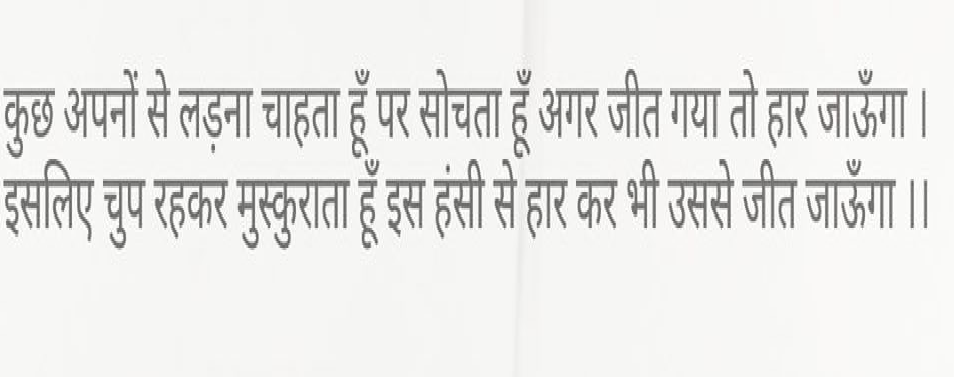 कुछ अपनों से लड़ना चाहता हूँ पर सोचता हूँ अगर जीत गया तो हार जाऊँगा ।
इसलिए चुप रहकर मुस्कुराता हूँ इस हंसी से हार कर भी उससे जीत जाऊँगा ।।